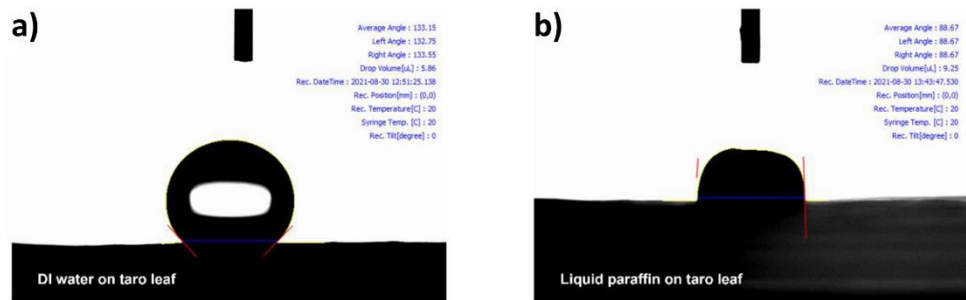 a)
Average Angle : 133.15
Left Angle : 132.75
Right Angle : 133.55
Drop Volume[uL] : 5.86
Rec. DateTime : 2021-08-30 12:51:25.138
Rec. Position[mm] : (0,0)
Rec. Temperature[C] : 20
Syringe Temp. [C] : 20
Rec. Tilt[degree] : 0
DI water on taro leaf
b)
Average Angle : 88.67
Left Angle : 88.67
Right Angle : 88.67
Drop Volume[uL] : 9.25
Rec. DateTime : 2021-08-30 13:43:47.530
Rec. Position[mm] : (0,0)
Rec. Temperature[C] : 20
Syringe Temp. [C] : 20
Rec. Tilt[degree] : 0
Liquid paraffin on taro leaf